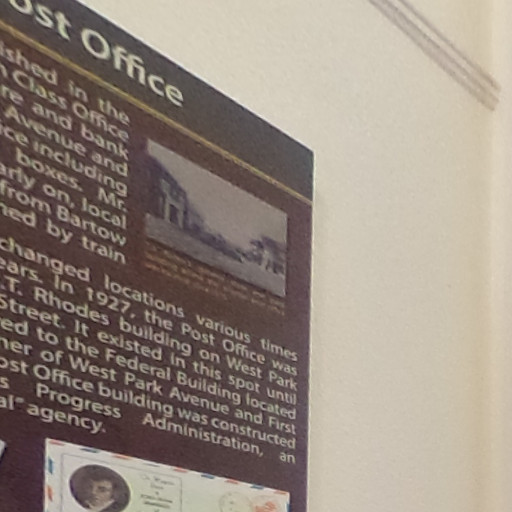 ost Office
ished in the
Class Office
re and bank
Avenue and
ice including
boxes. Mr.
arly on, local
from Bartow
ned by train
changed locations various times
ears. In 1927, the Post Office was
.T. Rhodes building on West Park
Street. It existed in this spot until
ed to the Federal Building located
ner of West Park Avenue and First
ost Office building was constructed
s Progress Administration, an
al" agency.